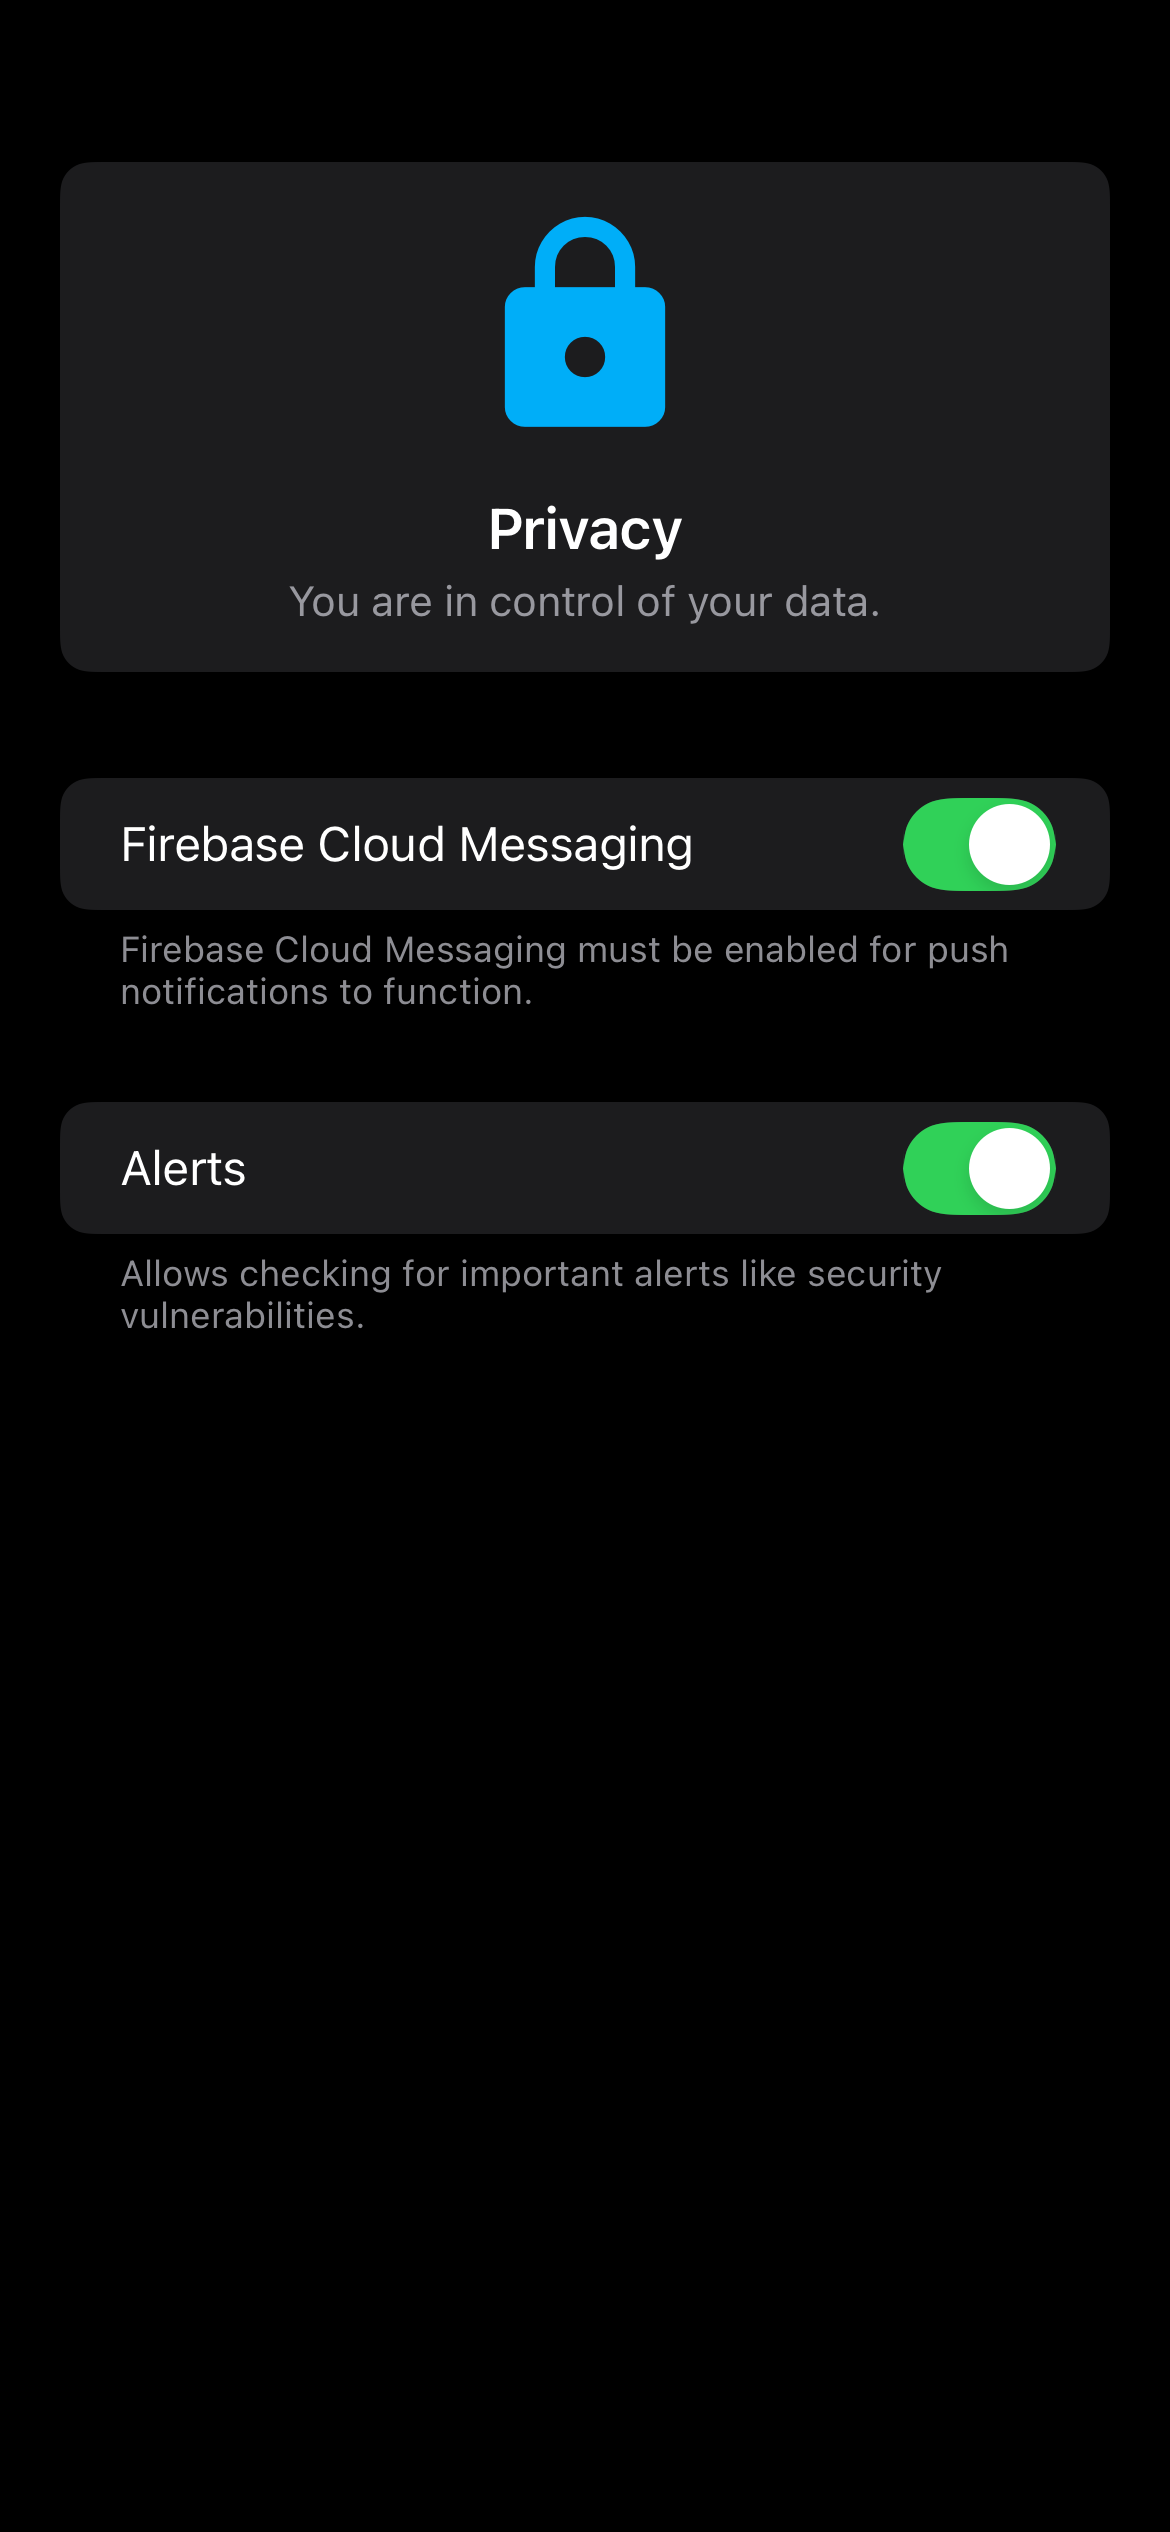 Privacy
You are in control of your data.
Firebase Cloud Messaging
Firebase Cloud Messaging must be enabled for push
notifications to function.
Alerts
Allows checking for important alerts like security
vulnerabilities.